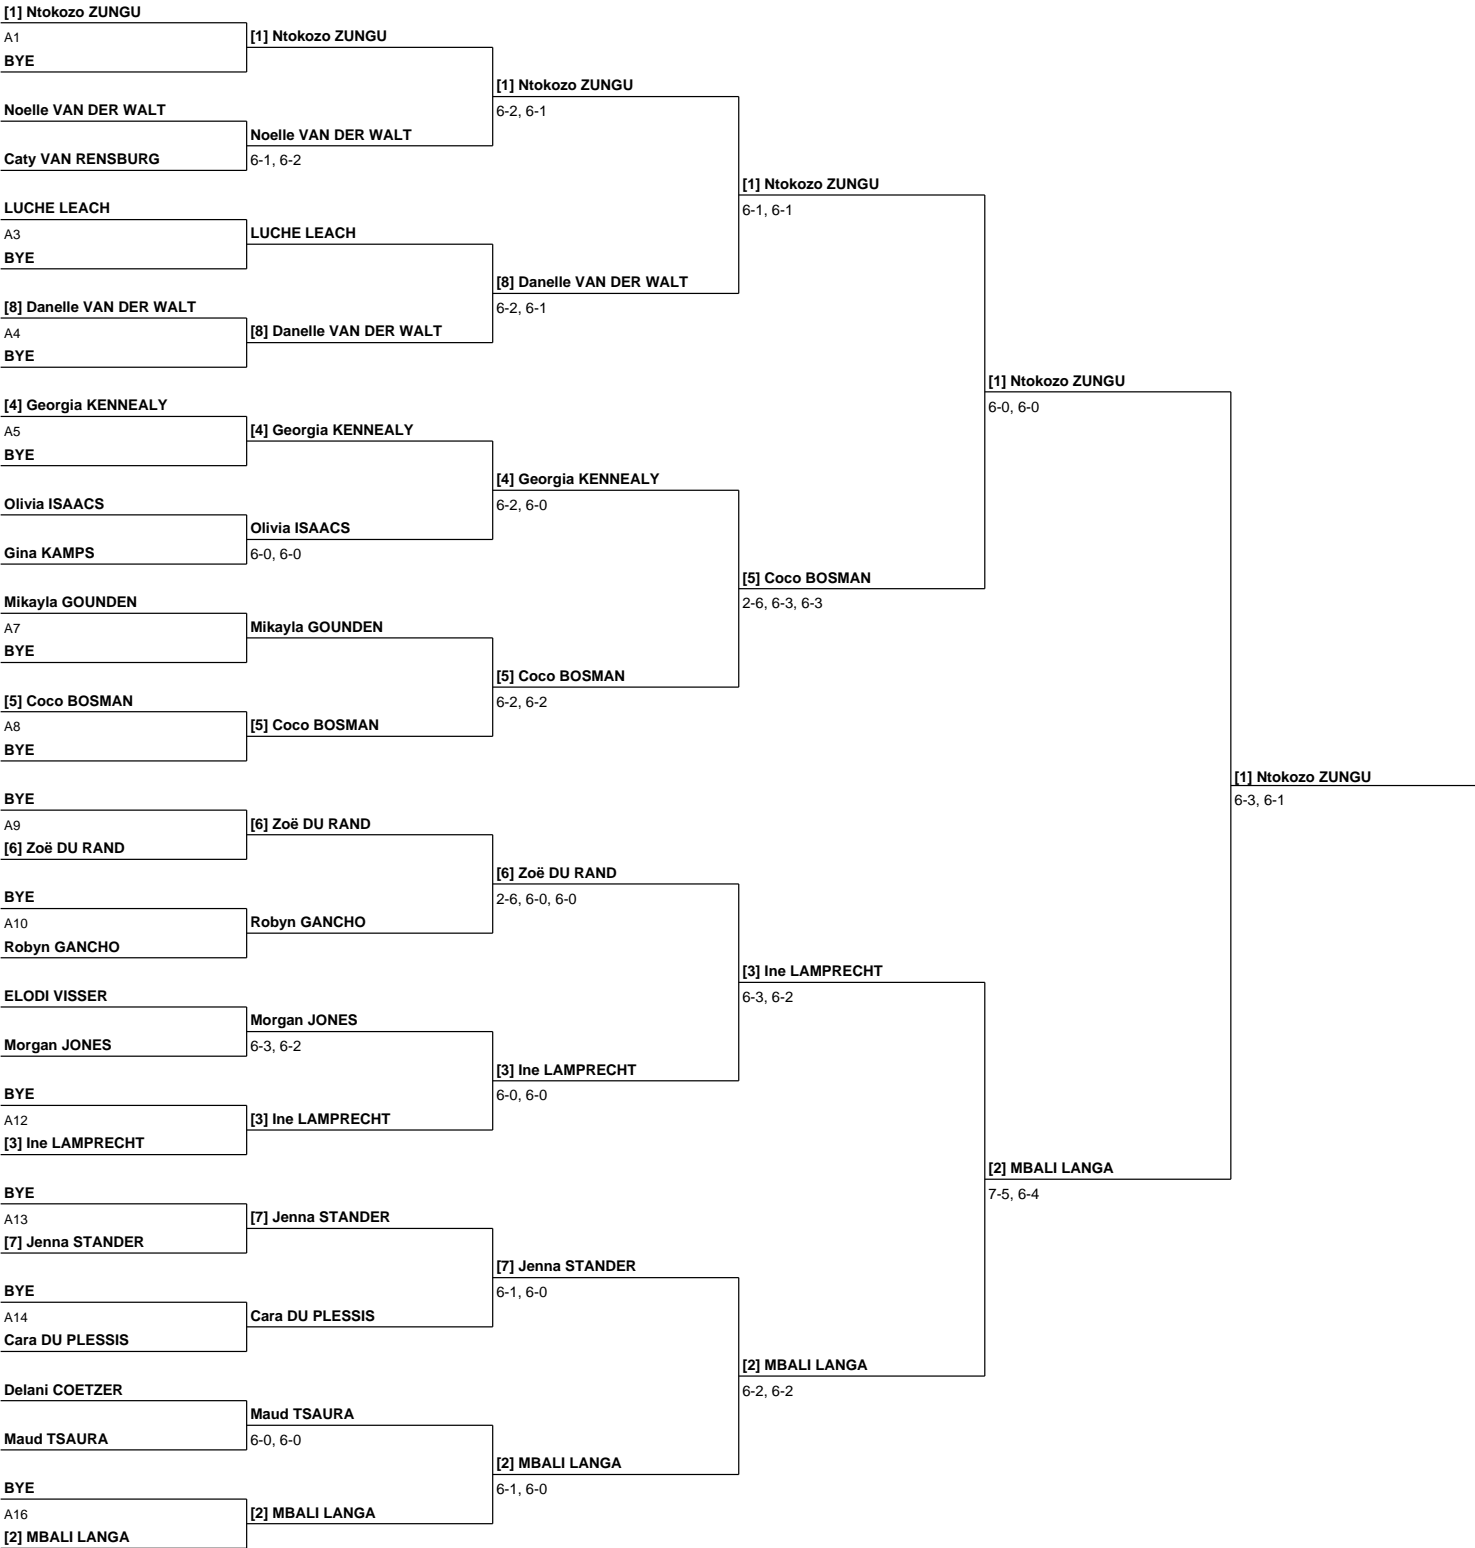 [1] Ntokozo ZUNGU
A1
BYE
Noelle VAN DER WALT
Caty VAN RENSBURG
LUCHE LEACH
A3
BYE
[8] Danelle VAN DER WALT
A4
BYE
[4] Georgia KENNEALY
A5
BYE
Olivia ISAACS
Gina KAMPS
Mikayla GOUNDEN
A7
BYE
[5] Coco BOSMAN
A8
BYE
BYE
A9
[6] Zoë DU RAND
BYE
A10
Robyn GANCHO
ELODI VISSER
Morgan JONES
BYE
A12
[3] Ine LAMPRECHT
BYE
A13
[7] Jenna STANDER
BYE
A14
Cara DU PLESSIS
Delani COETZER
Maud TSAURA
BYE
A16
[2] MBALI LANGA
[1] Ntokozo ZUNGU
Noelle VAN DER WALT
6-1, 6-2
LUCHE LEACH
[8] Danelle VAN DER WALT
[4] Georgia KENNEALY
Olivia ISAACS
6-0, 6-0
Mikayla GOUNDEN
[5] Coco BOSMAN
[6] Zoë DU RAND
Robyn GANCHO
Morgan JONES
6-3, 6-2
[3] Ine LAMPRECHT
[7] Jenna STANDER
Cara DU PLESSIS
Maud TSAURA
6-0, 6-0
[2] MBALI LANGA
[1] Ntokozo ZUNGU
6-2, 6-1
[8] Danelle VAN DER WALT
6-2, 6-1
[4] Georgia KENNEALY
6-2, 6-0
[5] Coco BOSMAN
6-2, 6-2
[6] Zoë DU RAND
2-6, 6-0, 6-0
[3] Ine LAMPRECHT
6-0, 6-0
[7] Jenna STANDER
6-1, 6-0
[2] MBALI LANGA
6-1, 6-0
[1] Ntokozo ZUNGU
6-1, 6-1
[5] Coco BOSMAN
2-6, 6-3, 6-3
[3] Ine LAMPRECHT
6-3, 6-2
[2] MBALI LANGA
6-2, 6-2
[1] Ntokozo ZUNGU
6-0, 6-0
[2] MBALI LANGA
7-5, 6-4
[1] Ntokozo ZUNGU
6-3, 6-1